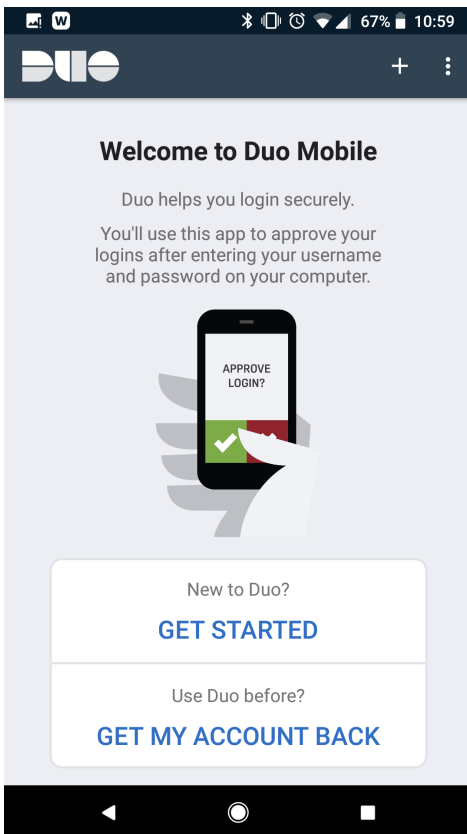 W 67% 10:59
DUO
Welcome to Duo Mobile
Duo helps you login securely.
You'll use this app to approve your
logins after entering your username
and password on your computer.
APPROVE
LOGIN?
New to Duo?
GET STARTED
Use Duo before?
GET MY ACCOUNT BACK